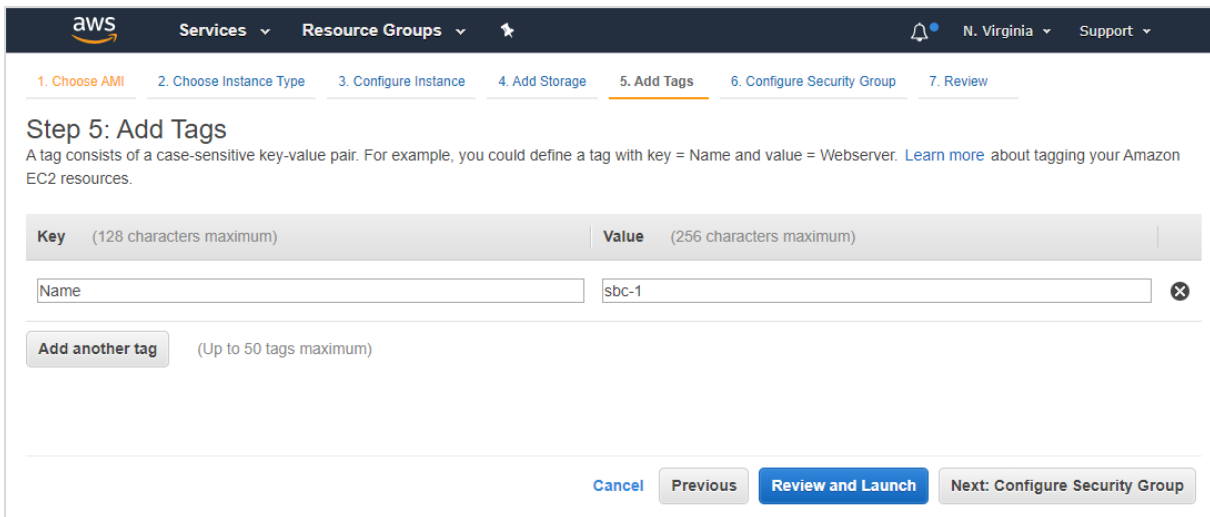 aws Services Resource Groups N. Virginia Support
1. Choose AMI 2. Choose Instance Type 3. Configure Instance 4. Add Storage 5. Add Tags 6. Configure Security Group 7. Review
Step 5: Add Tags
A tag consists of a case-sensitive key-value pair. For example, you could define a tag with key = Name and value = Webserver. Learn more about tagging your Amazon
EC2 resources.
Key (128 characters maximum) Value (256 characters maximum)
Name sbc-1
Add another tag (Up to 50 tags maximum)
Cancel Previous Review and Launch Next: Configure Security Group